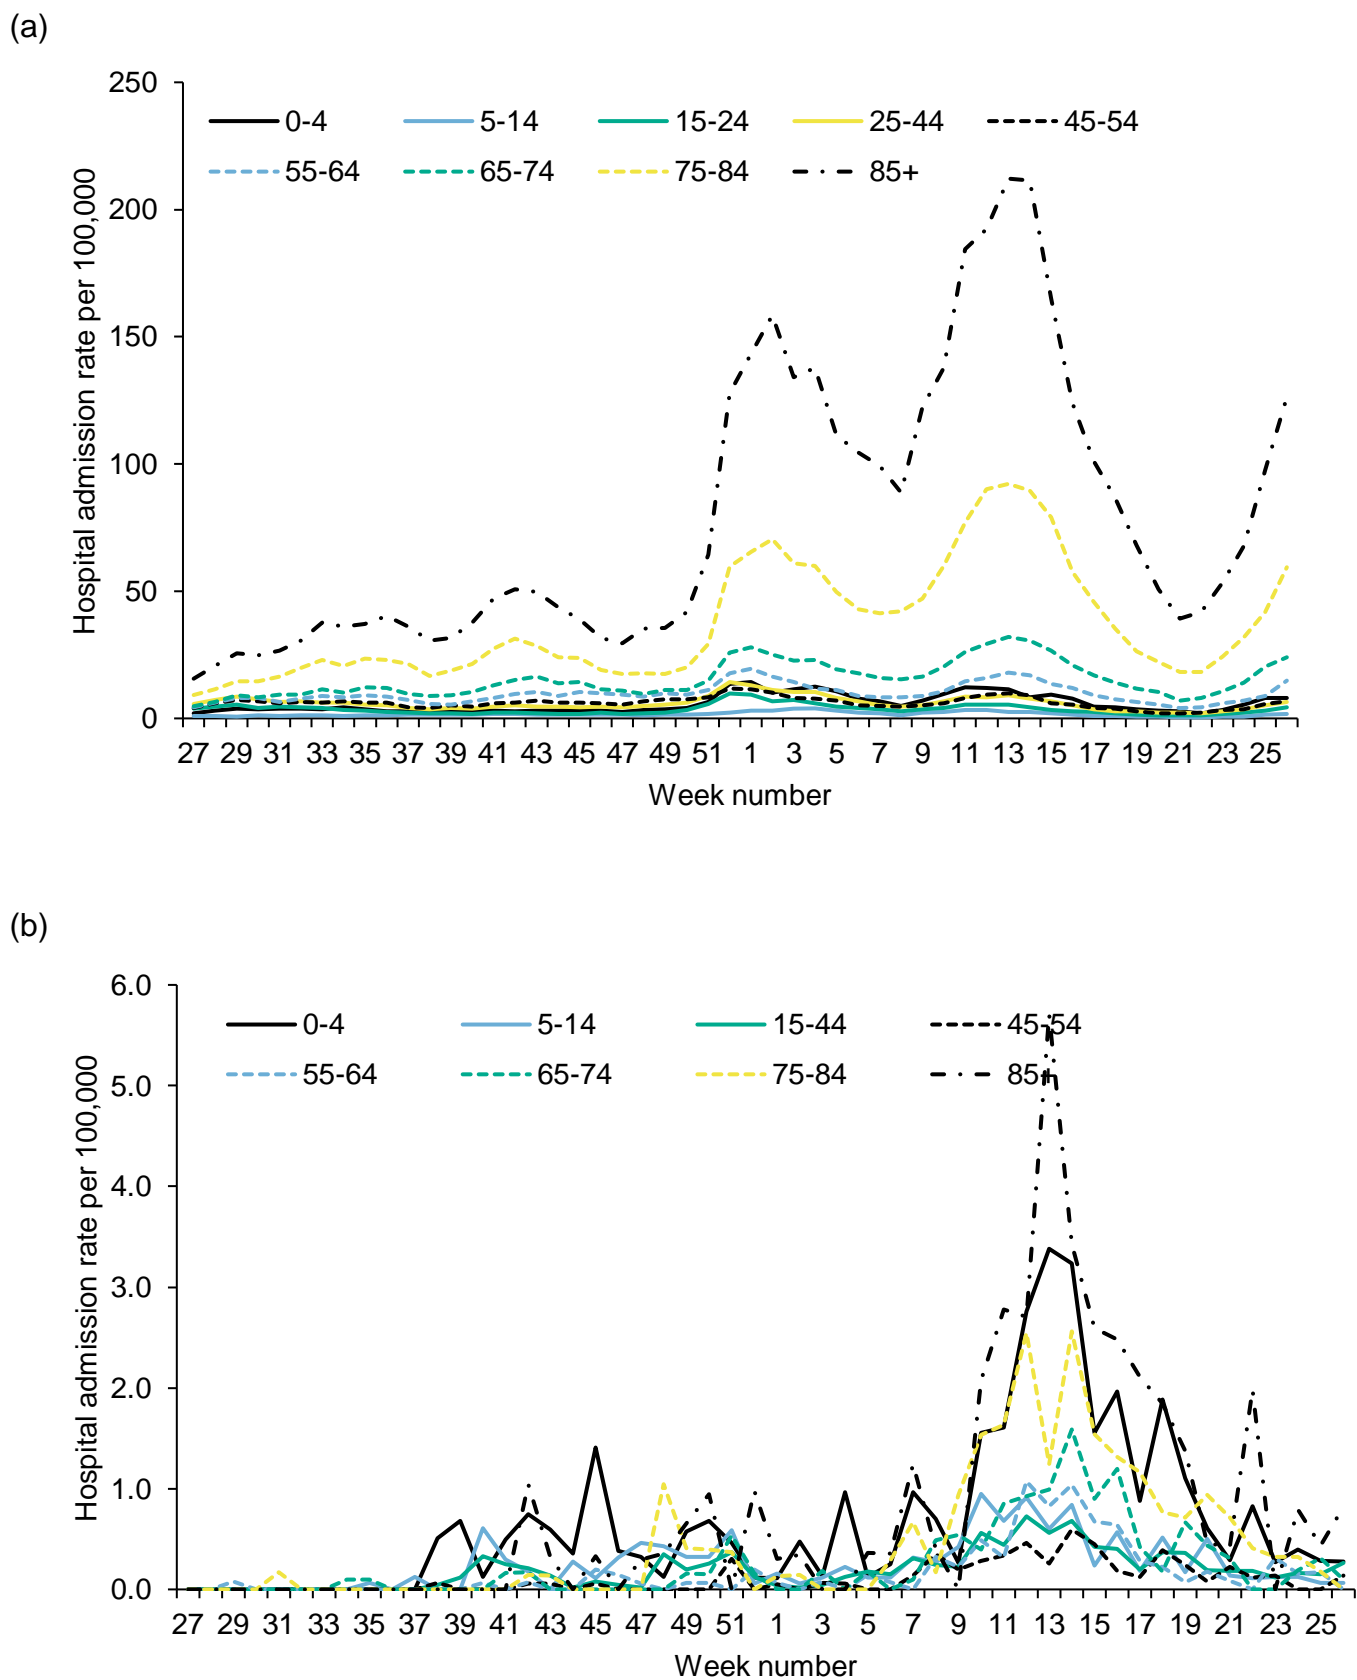 (a)
250
200
150
100
50
0
Hospital admission rate per 100,000
0-4 5-14 15-24 25-44 45-54
55-64 65-74 75-84 85+
27 29 31 33 35 37 39 41 43 45 47 49 51 1 3 5 7 9 11 13 15 17 19 21 23 25
Week number
(b)
6.0
5.0
4.0
3.0
2.0
1.0
0.0
Hospital admission rate per 100,000
0-4 5-14 15-44 45-54
55-64 65-74 75-84 85+
27 29 31 33 35 37 39 41 43 45 47 49 51 1 3 5 7 9 11 13 15 17 19 21 23 25
Week number